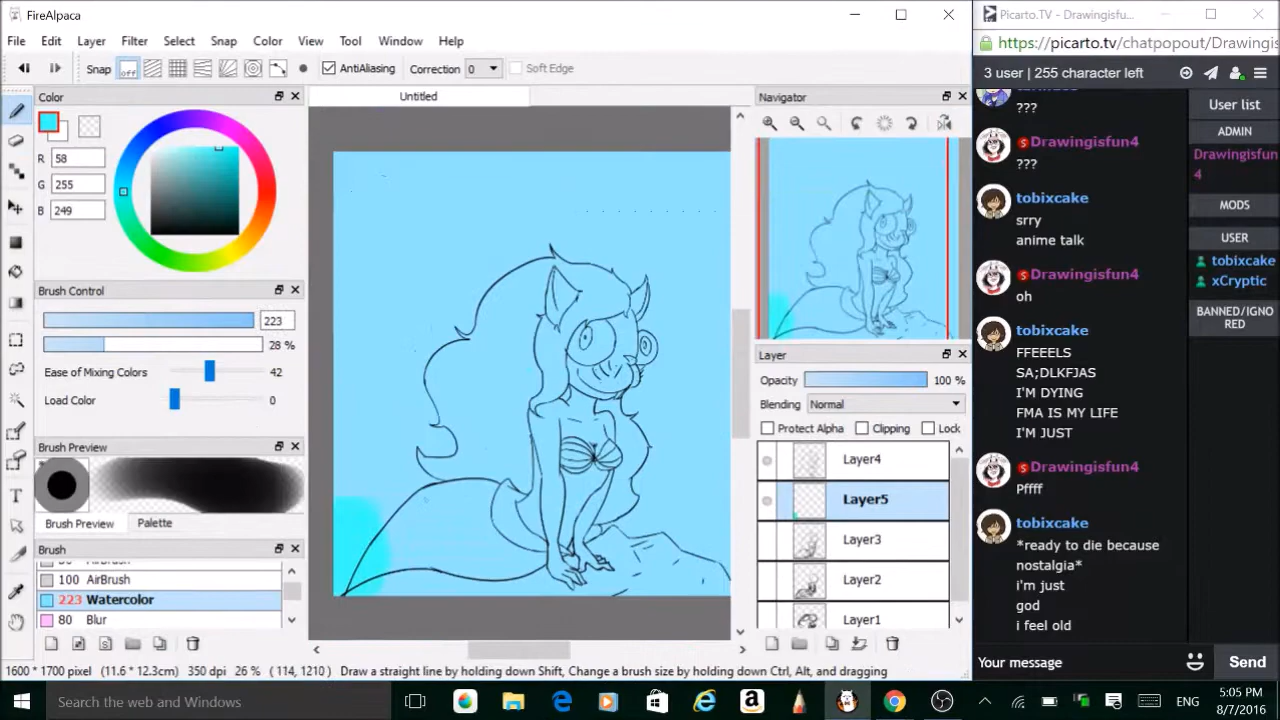 FireAlpaca
File Edit Layer Filter Select Snap Color View Tool Window Help
Snap off AntiAliasing Correction 0 Soft Edge
Color
R 58
G 255
B 249
Brush Control
223
28 %
Ease of Mixing Colors 42
Load Color 0
Brush Preview
Brush Preview Palette
Brush
100 AirBrush
223 Watercolor
80 Blur
Untitled
Navigator
Layer
Opacity 100 %
Blending Normal
Protect Alpha Clipping Lock
Layer4
Layer5
Layer3
Layer2
Layer1
1600 * 1700 pixel (11.6 * 12.3cm) 350 dpi 26 % (114, 1210) Draw a straight line by holding down Shift, Change a brush size by holding down Ctrl, Alt, and dragging
Picarto.TV - Drawingisfu...
https://picarto.tv/chatpopout/Drawingis
3 user | 255 character left
???
Drawingisfun4
???
tobixcake
srry
anime talk
Drawingisfun4
oh
tobixcake
FFEEELS
SA;DLKFJAS
I'M DYING
FMA IS MY LIFE
I'M JUST
Drawingisfun4
Pffff
tobixcake
*ready to die because
nostalgia*
i'm just
god
i feel old
User list
ADMIN
Drawingisfun
4
MODS
USER
tobixcake
xCryptic
BANNED/IGNO
RED
Your message Send
Search the web and Windows
ENG
5:05 PM
8/7/2016